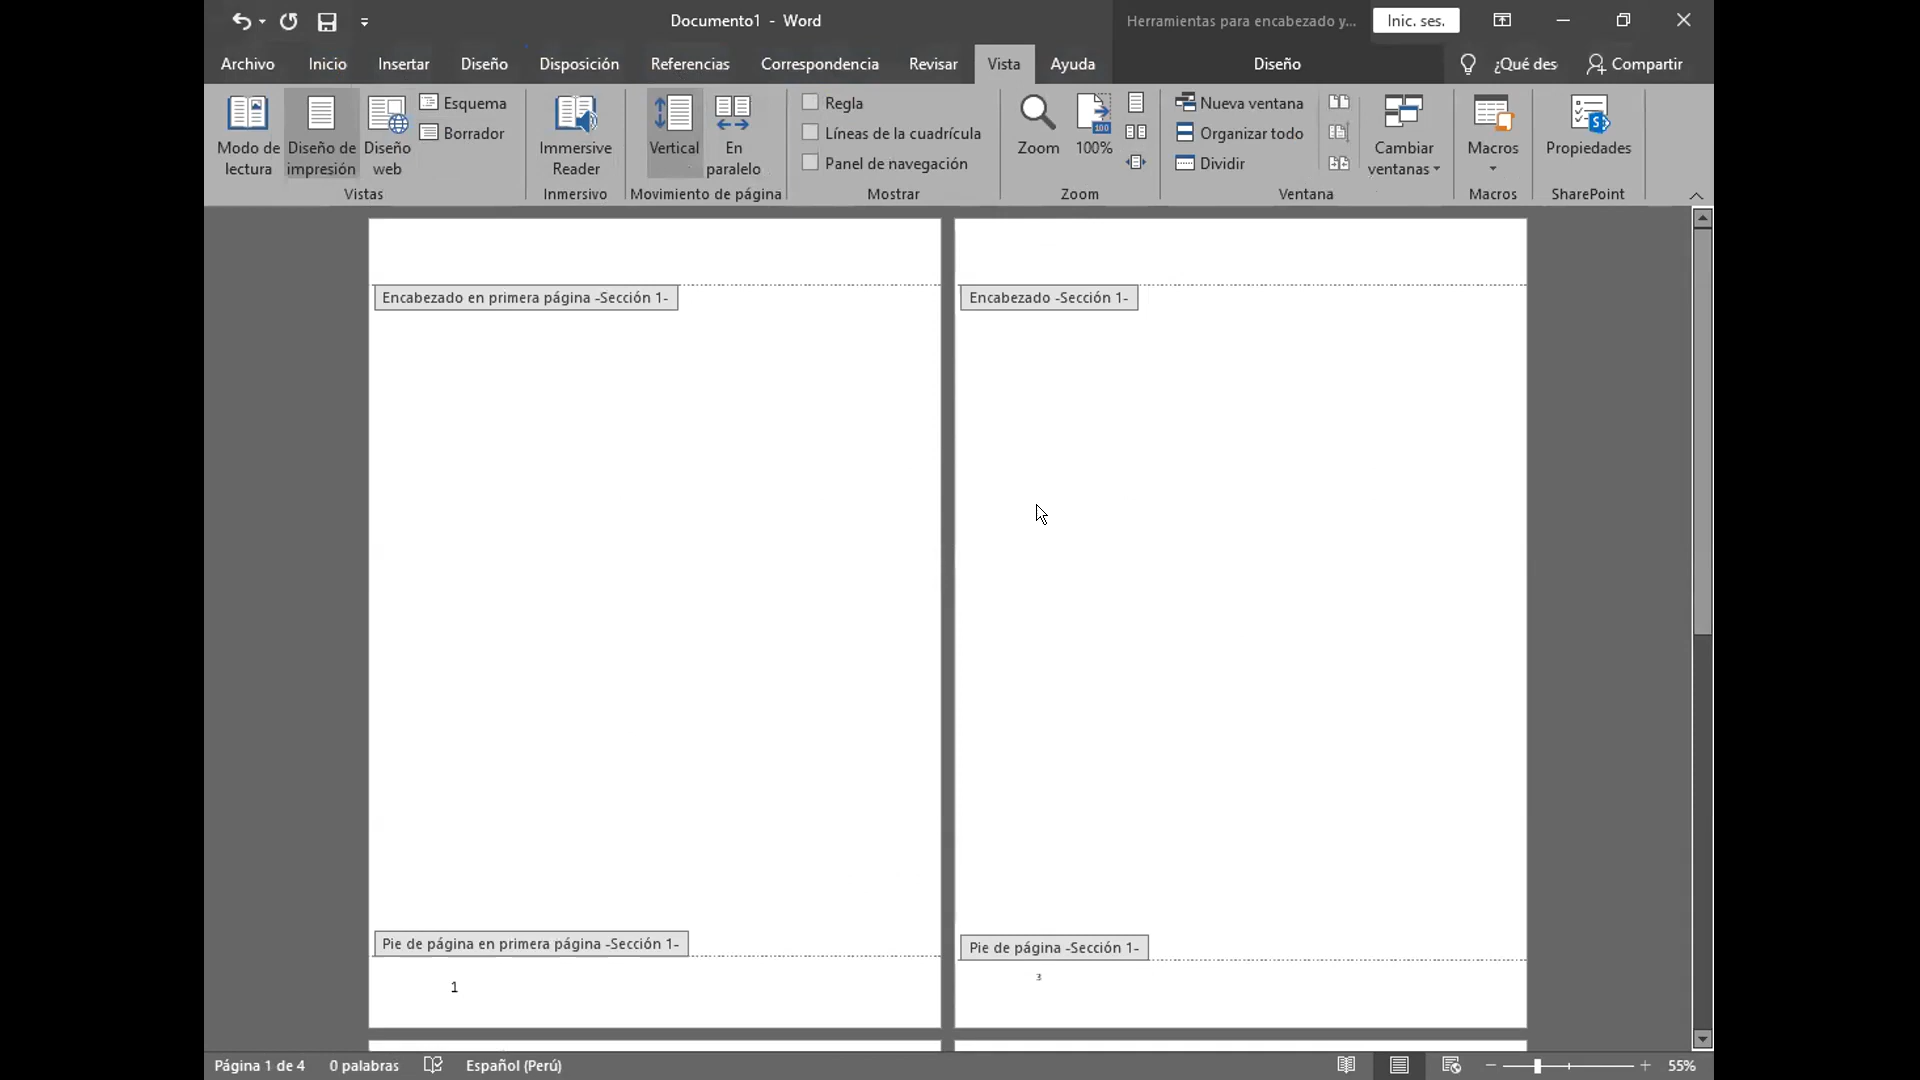 Documento1 - Word
Herramientas para encabezado y...
Inic. ses.
Archivo
Inicio
Insertar
Diseño
Disposición
Referencias
Correspondencia
Revisar
Vista
Ayuda
Diseño
¿Qué des
Compartir
Modo de
lectura
Diseño de
impresión
Diseño
web
Esquema
Borrador
Vistas
Immersive
Reader
Inmersivo
Vertical
En
paralelo
Movimiento de página
Regla
Líneas de la cuadrícula
Panel de navegación
Mostrar
Zoom
100
100%
Zoom
Nueva ventana
Organizar todo
Dividir
Cambiar
ventanas
Ventana
Macros
Macros
S
Propiedades
SharePoint
Encabezado en primera página -Sección 1-
Encabezado -Sección 1-
Pie de página en primera página -Sección 1-
1
Pie de página -Sección 1-
3
Página 1 de 4
0 palabras
Español (Perú)
55%